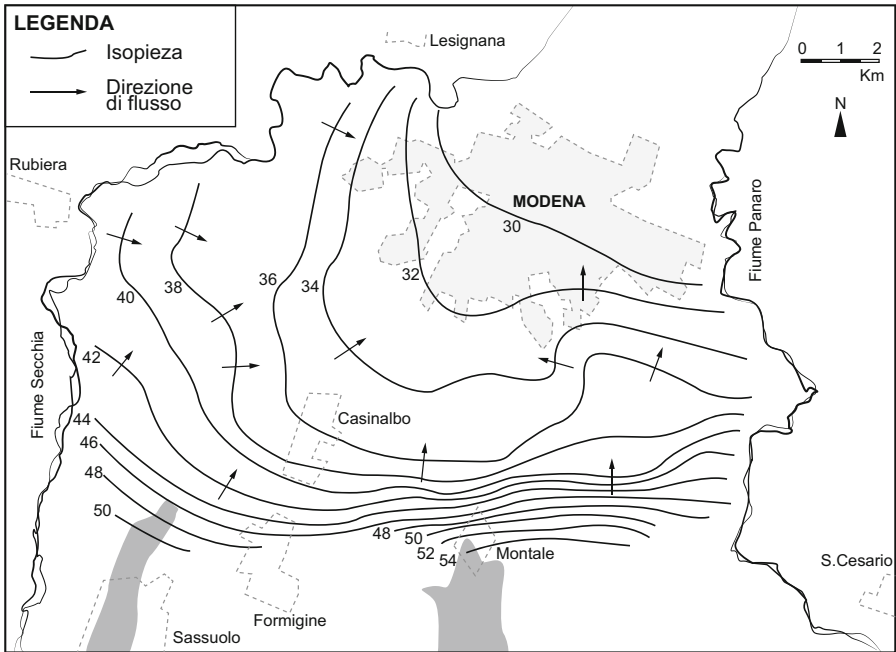 LEGENDA
Isopieza
Direzione
di flusso
Lesignana
0 1 2
Km
N
Rubiera
MODENA
Fiume Panaro
30
36
34
32
38
40
42
Fiume Secchia
44
46
48
50
Casinalbo
48
50
52
54
Montale
S.Cesario
Formigine
Sassuolo